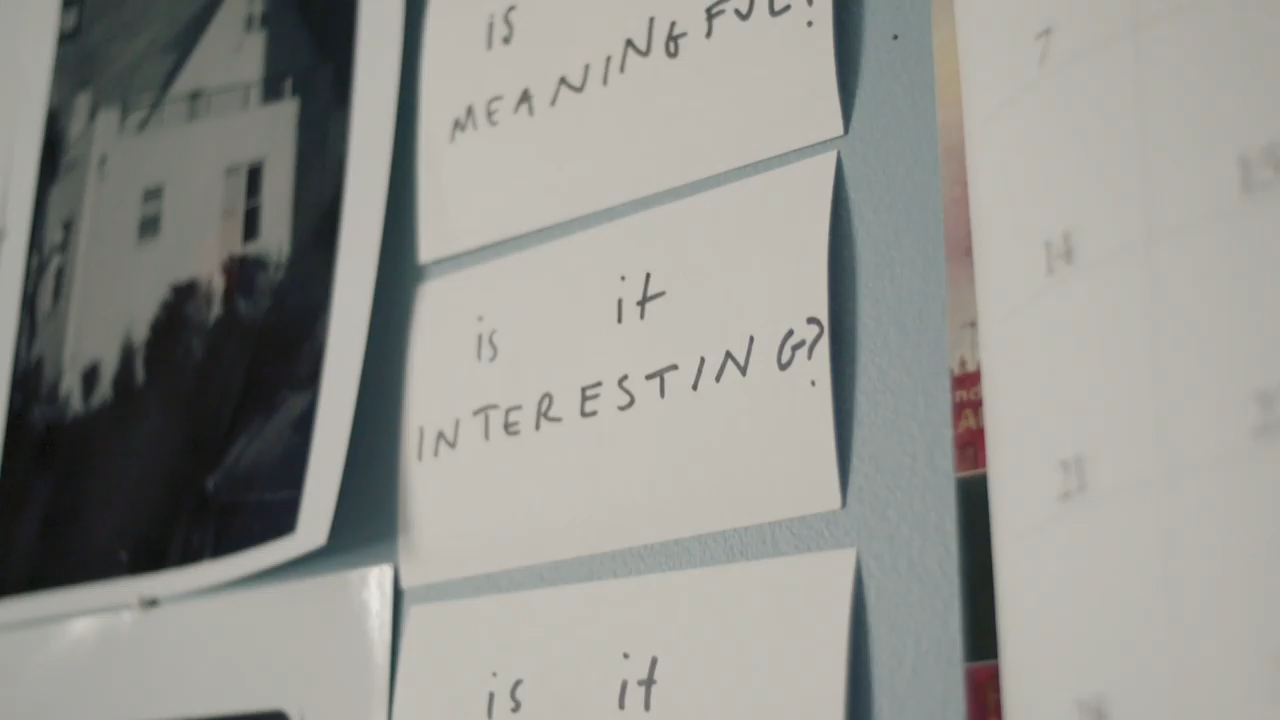 is
MEANINGFUL?
is it
INTERESTING?
is it
7
14
21